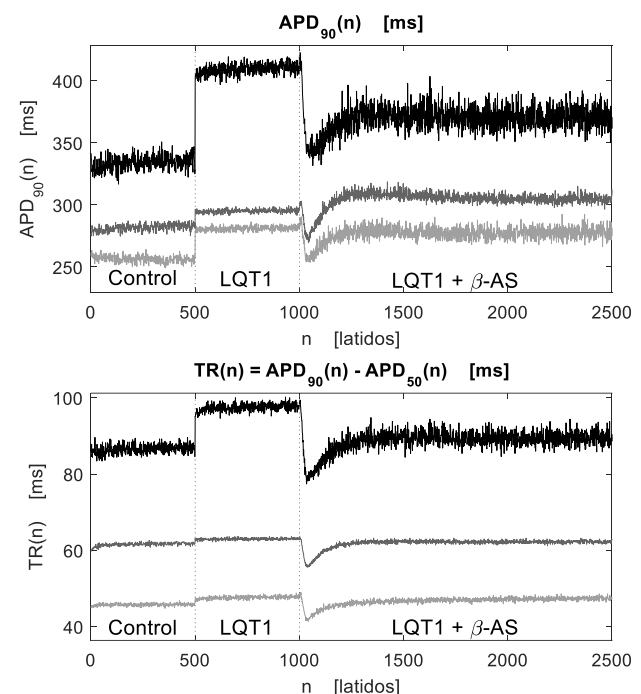 APD90(n) [ms]
400
350
300
250
APD90(n) [ms]
Control LQT1 LQT1 + β-AS
0 500 1000 1500 2000 2500
n [latidos]
TR(n) = APD90(n) - APD50(n) [ms]
100
80
60
40
TR(n) [ms]
Control LQT1 LQT1 + β-AS
0 500 1000 1500 2000 2500
n [latidos]